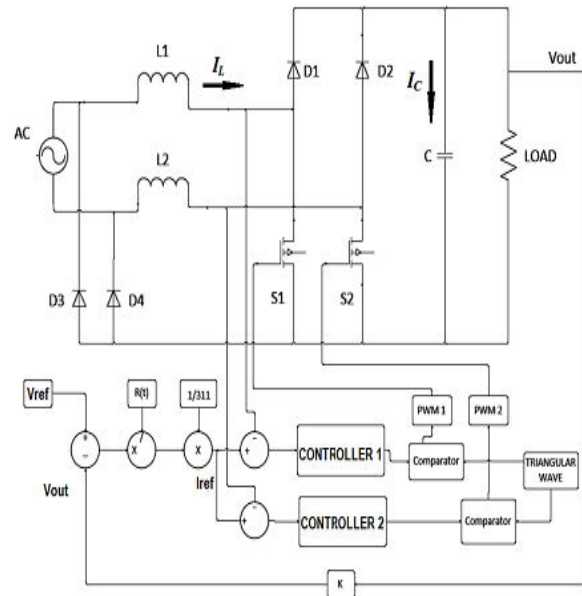 L1
I_L
D1
D2
I_C
Vout
AC
L2
C
LOAD
D3
D4
S1
S2
Vref
R(t)
1/311
PWM 1
PWM 2
+
−
X
X
+
-
CONTROLLER 1
Comparator
TRIANGULAR
WAVE
Vout
Iref
+
-
CONTROLLER 2
Comparator
K